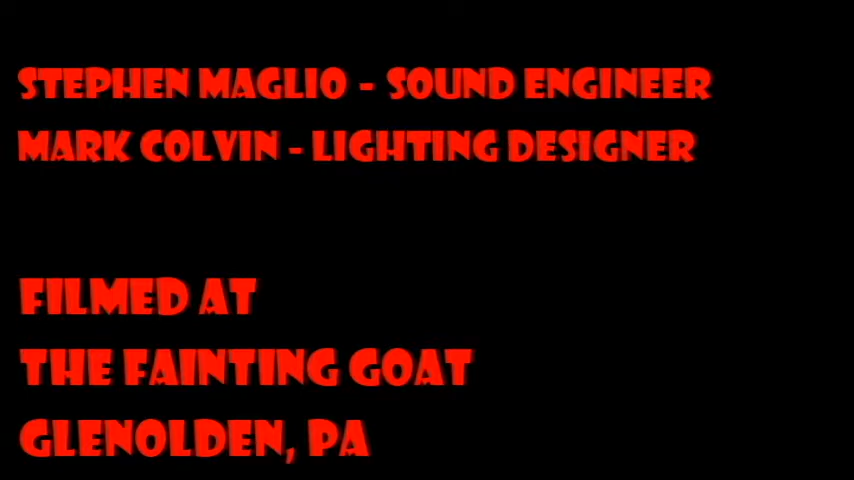 STEPHEN MAGLIO - SOUND ENGINEER
MARK COLVIN - LIGHTING DESIGNER
FILMED AT
THE FAINTING GOAT
GLENOLDEN, PA